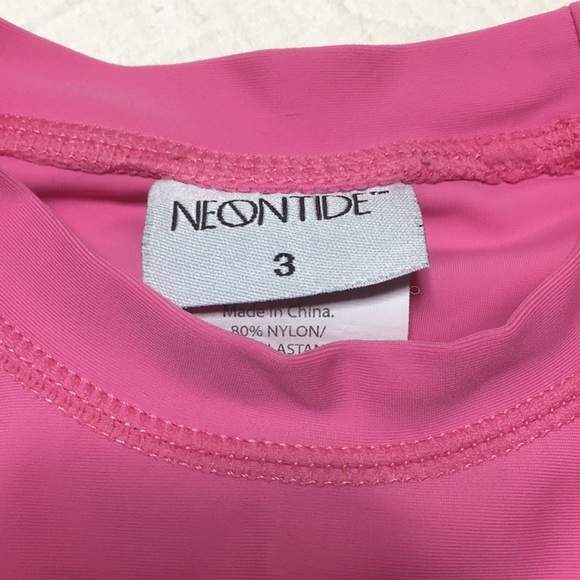 NEONTIDE™
3
Made in China.
80% NYLON/